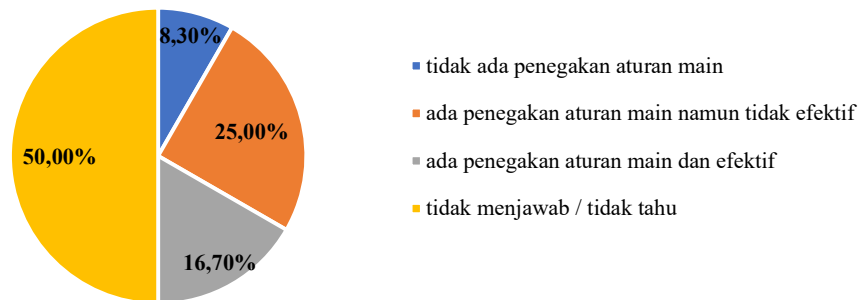 8,30%
25,00%
50,00%
16,70%
tidak ada penegakan aturan main
ada penegakan aturan main namun tidak efektif
ada penegakan aturan main dan efektif
tidak menjawab / tidak tahu